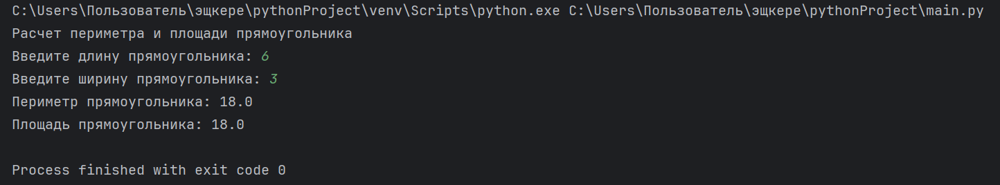 C:\Users\Пользователь\эщкере\pythonProject\venv\Scripts\python.exe C:\Users\Пользователь\эщкере\pythonProject\main.py
Расчет периметра и площади прямоугольника
Введите длину прямоугольника: 6
Введите ширину прямоугольника: 3
Периметр прямоугольника: 18.0
Площадь прямоугольника: 18.0
Process finished with exit code 0